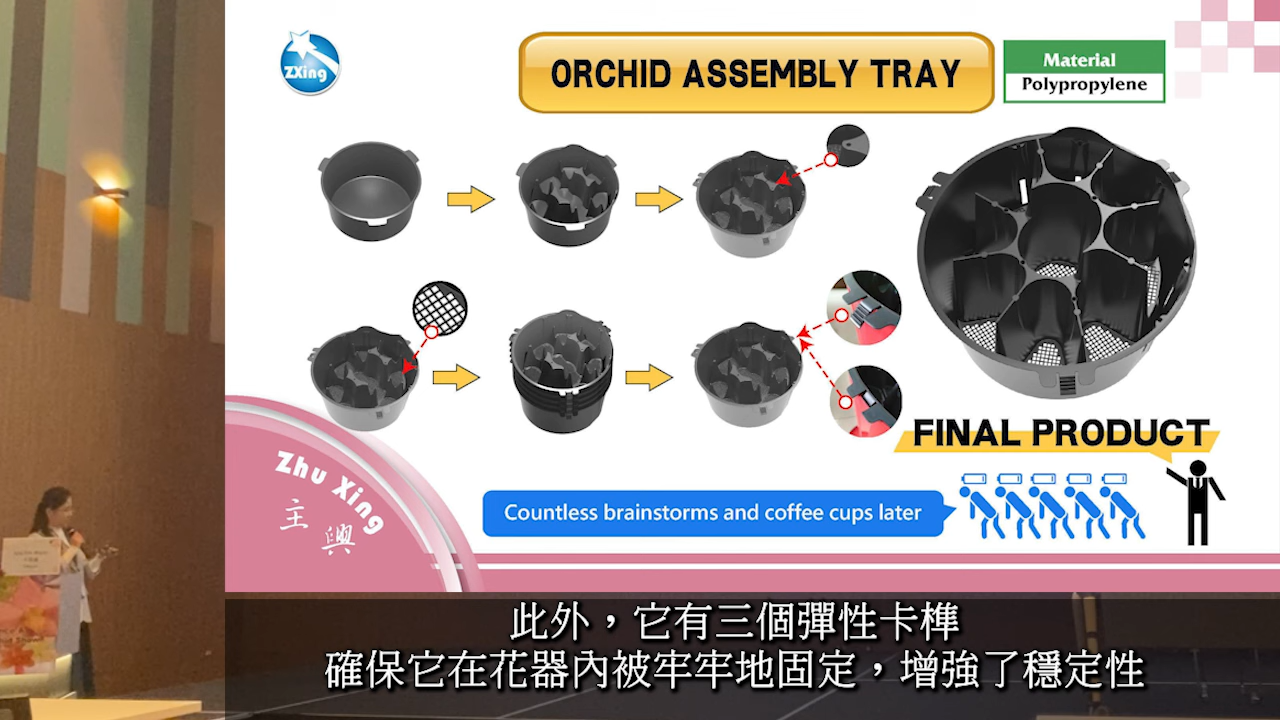 ZXing
ORCHID ASSEMBLY TRAY
Material
Polypropylene
FINAL PRODUCT
Zhu Xing
主興
Countless brainstorms and coffee cups later
此外，它有三個彈性卡榫
確保它在花器內被牢牢地固定，增強了穩定性